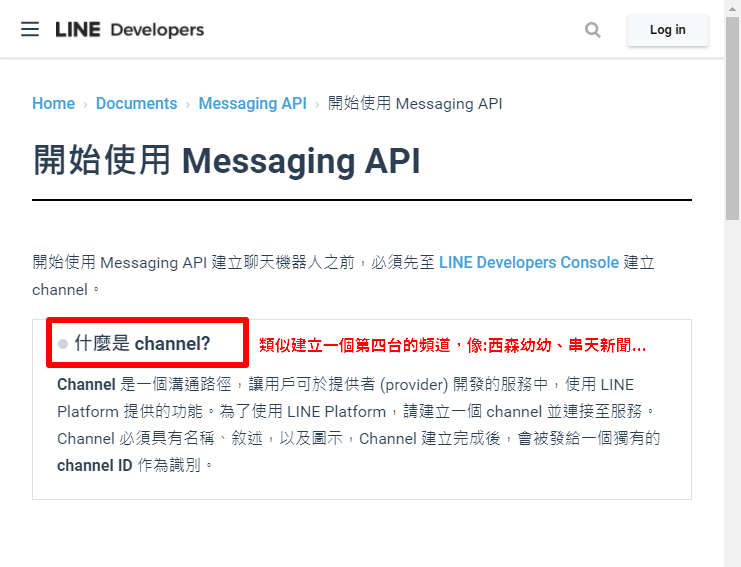 LINE Developers
Log in
Home › Documents › Messaging API › 開始使用 Messaging API
開始使用 Messaging API
開始使用 Messaging API 建立聊天機器人之前，必須先至 LINE Developers Console 建立
channel。
什麼是 channel?
類似建立一個第四台的頻道，像:西森幼幼、串天新聞...
Channel 是一個溝通路徑，讓用戶可於提供者 (provider) 開發的服務中，使用 LINE
Platform 提供的功能。為了使用 LINE Platform，請建立一個 channel 並連接至服務。
Channel 必須具有名稱、敘述，以及圖示，Channel 建立完成後，會被發給一個獨有的
channel ID 作為識別。